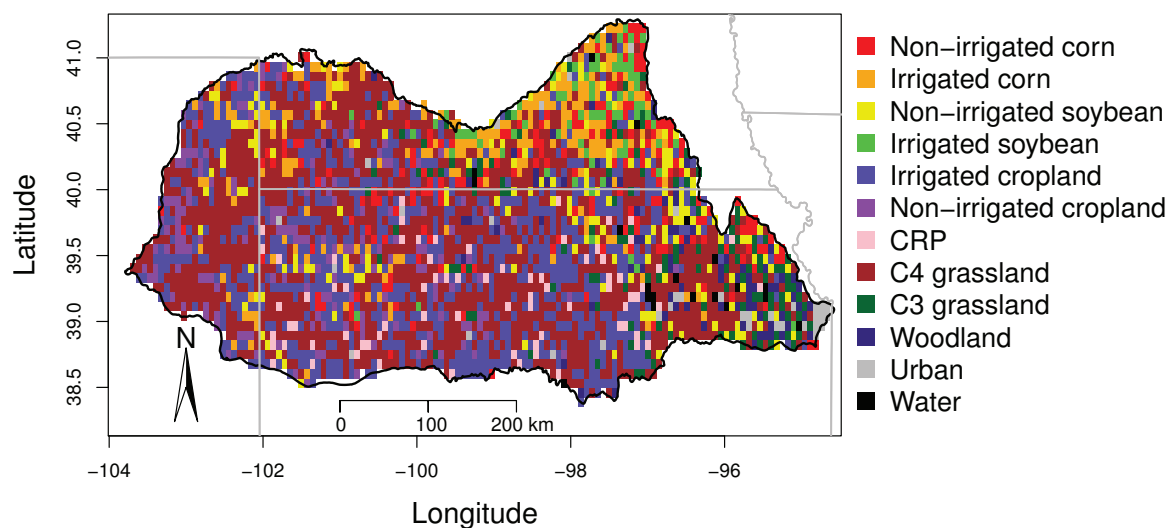 Latitude
41.0
40.5
40.0
39.5
39.0
38.5
N
0 100 200 km
−104 −102 −100 −98 −96
Longitude
Non−irrigated corn
Irrigated corn
Non−irrigated soybean
Irrigated soybean
Irrigated cropland
Non−irrigated cropland
CRP
C4 grassland
C3 grassland
Woodland
Urban
Water